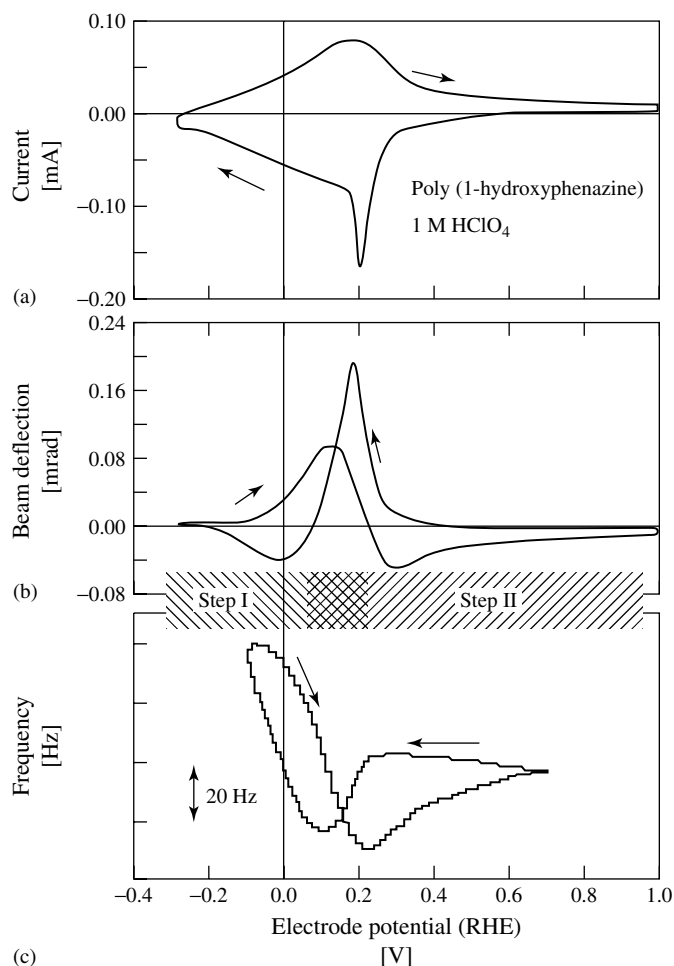 0.10
0.00
−0.10
−0.20
Current
[mA]
Poly (1-hydroxyphenazine)
1 M HClO4
(a)
0.24
0.16
0.08
0.00
−0.08
Beam deflection
[mrad]
(b)
Step I
Step II
Frequency
[Hz]
20 Hz
−0.4
−0.2
0.0
0.2
0.4
0.6
0.8
1.0
Electrode potential (RHE)
[V]
(c)